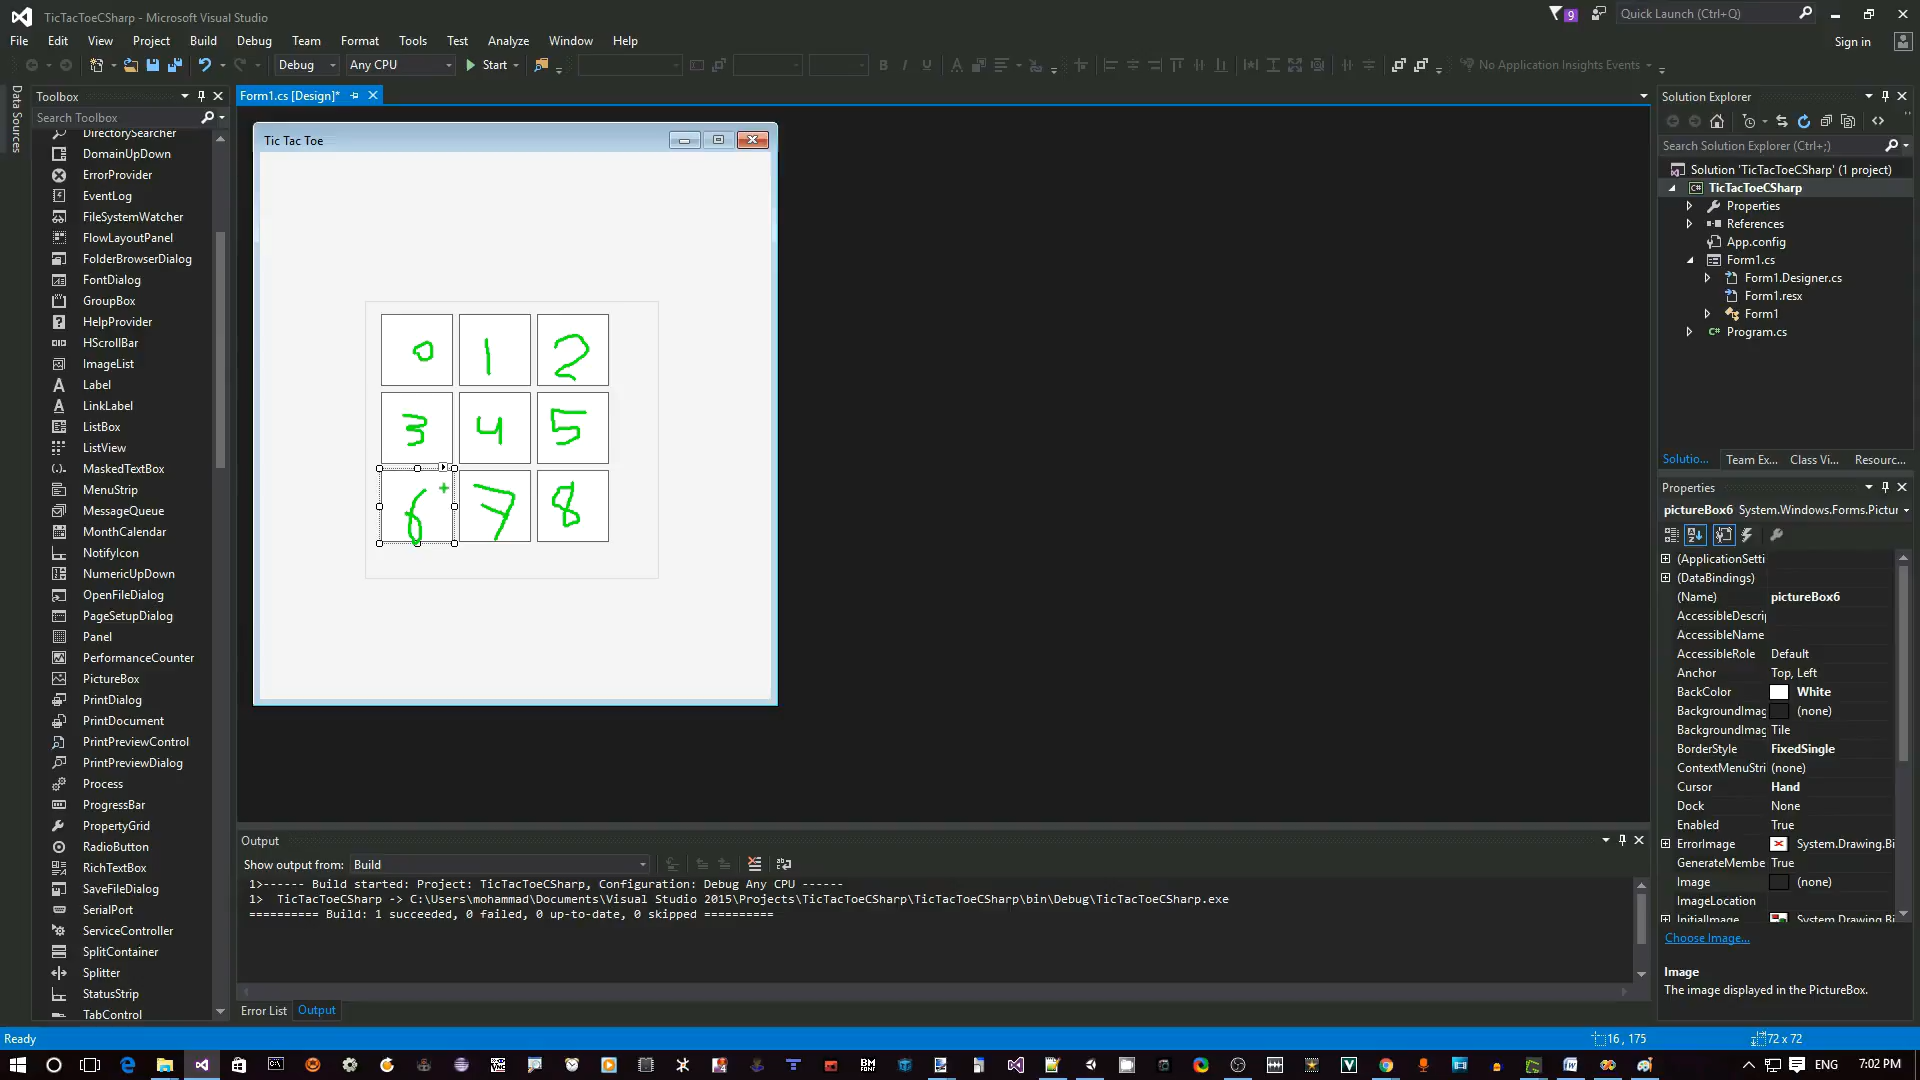 TicTacToeCSharp - Microsoft Visual Studio
9
Quick Launch (Ctrl+Q)
File Edit View Project Build Debug Team Format Tools Test Analyze Window Help
Sign in
Debug Any CPU Start
B I U A
No Application Insights Events
Data Sources
Toolbox
Search Toolbox
DirectorySearcher
DomainUpDown
ErrorProvider
EventLog
FileSystemWatcher
FlowLayoutPanel
FolderBrowserDialog
FontDialog
GroupBox
HelpProvider
HScrollBar
ImageList
Label
LinkLabel
ListBox
ListView
MaskedTextBox
MenuStrip
MessageQueue
MonthCalendar
NotifyIcon
NumericUpDown
OpenFileDialog
PageSetupDialog
Panel
PerformanceCounter
PictureBox
PrintDialog
PrintDocument
PrintPreviewControl
PrintPreviewDialog
Process
ProgressBar
PropertyGrid
RadioButton
RichTextBox
SaveFileDialog
SerialPort
ServiceController
SplitContainer
Splitter
StatusStrip
TabControl
Form1.cs [Design]*
Tic Tac Toe
0 1 2
3 4 5
6 7 8
Output
Show output from: Build
1>------ Build started: Project: TicTacToeCSharp, Configuration: Debug Any CPU ------
1>  TicTacToeCSharp -> C:\Users\mohammad\Documents\Visual Studio 2015\Projects\TicTacToeCSharp\TicTacToeCSharp\bin\Debug\TicTacToeCSharp.exe
========== Build: 1 succeeded, 0 failed, 0 up-to-date, 0 skipped ==========
Error List Output
Solution Explorer
Search Solution Explorer (Ctrl+;)
Solution 'TicTacToeCSharp' (1 project)
TicTacToeCSharp
Properties
References
App.config
Form1.cs
Form1.Designer.cs
Form1.resx
Form1
Program.cs
Solutio... Team Ex... Class Vi... Resourc...
Properties
pictureBox6 System.Windows.Forms.Pictur
(ApplicationSetti
(DataBindings)
(Name) pictureBox6
AccessibleDescri
AccessibleName
AccessibleRole Default
Anchor Top, Left
BackColor White
BackgroundImag (none)
BackgroundImag Tile
BorderStyle FixedSingle
ContextMenuStri (none)
Cursor Hand
Dock None
Enabled True
ErrorImage System.Drawing.Bi
GenerateMembe True
Image (none)
ImageLocation
InitialImage System.Drawing.Bi
Choose Image...
Image
The image displayed in the PictureBox.
Ready 16 , 175 72 x 72
ENG 7:02 PM